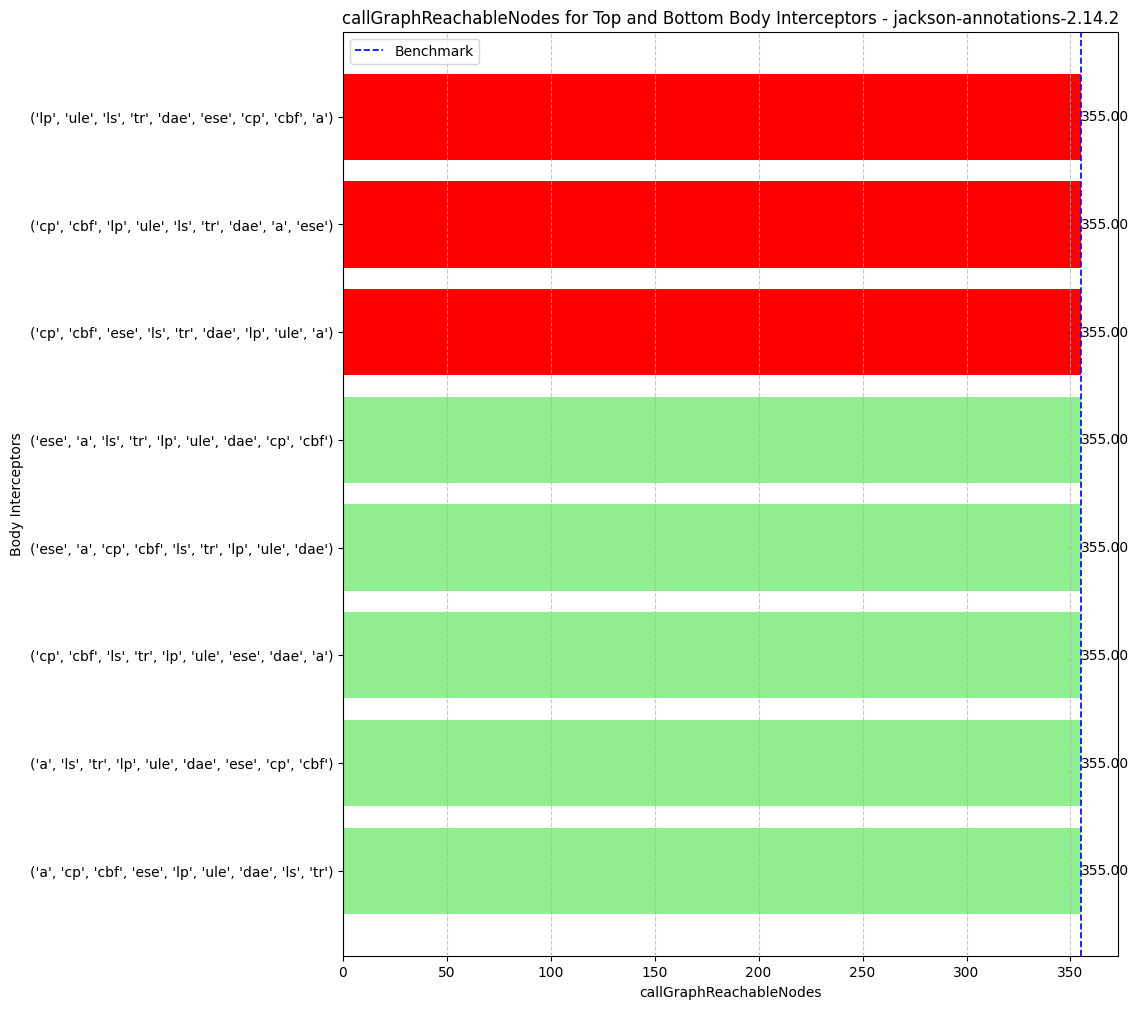 callGraphReachableNodes for Top and Bottom Body Interceptors - jackson-annotations-2.14.2
Benchmark
('lp', 'ule', 'ls', 'tr', 'dae', 'ese', 'cp', 'cbf', 'a')
355.00
('cp', 'cbf', 'lp', 'ule', 'ls', 'tr', 'dae', 'a', 'ese')
355.00
('cp', 'cbf', 'ese', 'ls', 'tr', 'dae', 'lp', 'ule', 'a')
355.00
('ese', 'a', 'ls', 'tr', 'lp', 'ule', 'dae', 'cp', 'cbf')
355.00
('ese', 'a', 'cp', 'cbf', 'ls', 'tr', 'lp', 'ule', 'dae')
355.00
('cp', 'cbf', 'ls', 'tr', 'lp', 'ule', 'ese', 'dae', 'a')
355.00
('a', 'ls', 'tr', 'lp', 'ule', 'dae', 'ese', 'cp', 'cbf')
355.00
('a', 'cp', 'cbf', 'ese', 'lp', 'ule', 'dae', 'ls', 'tr')
355.00
Body Interceptors
0 50 100 150 200 250 300 350
callGraphReachableNodes